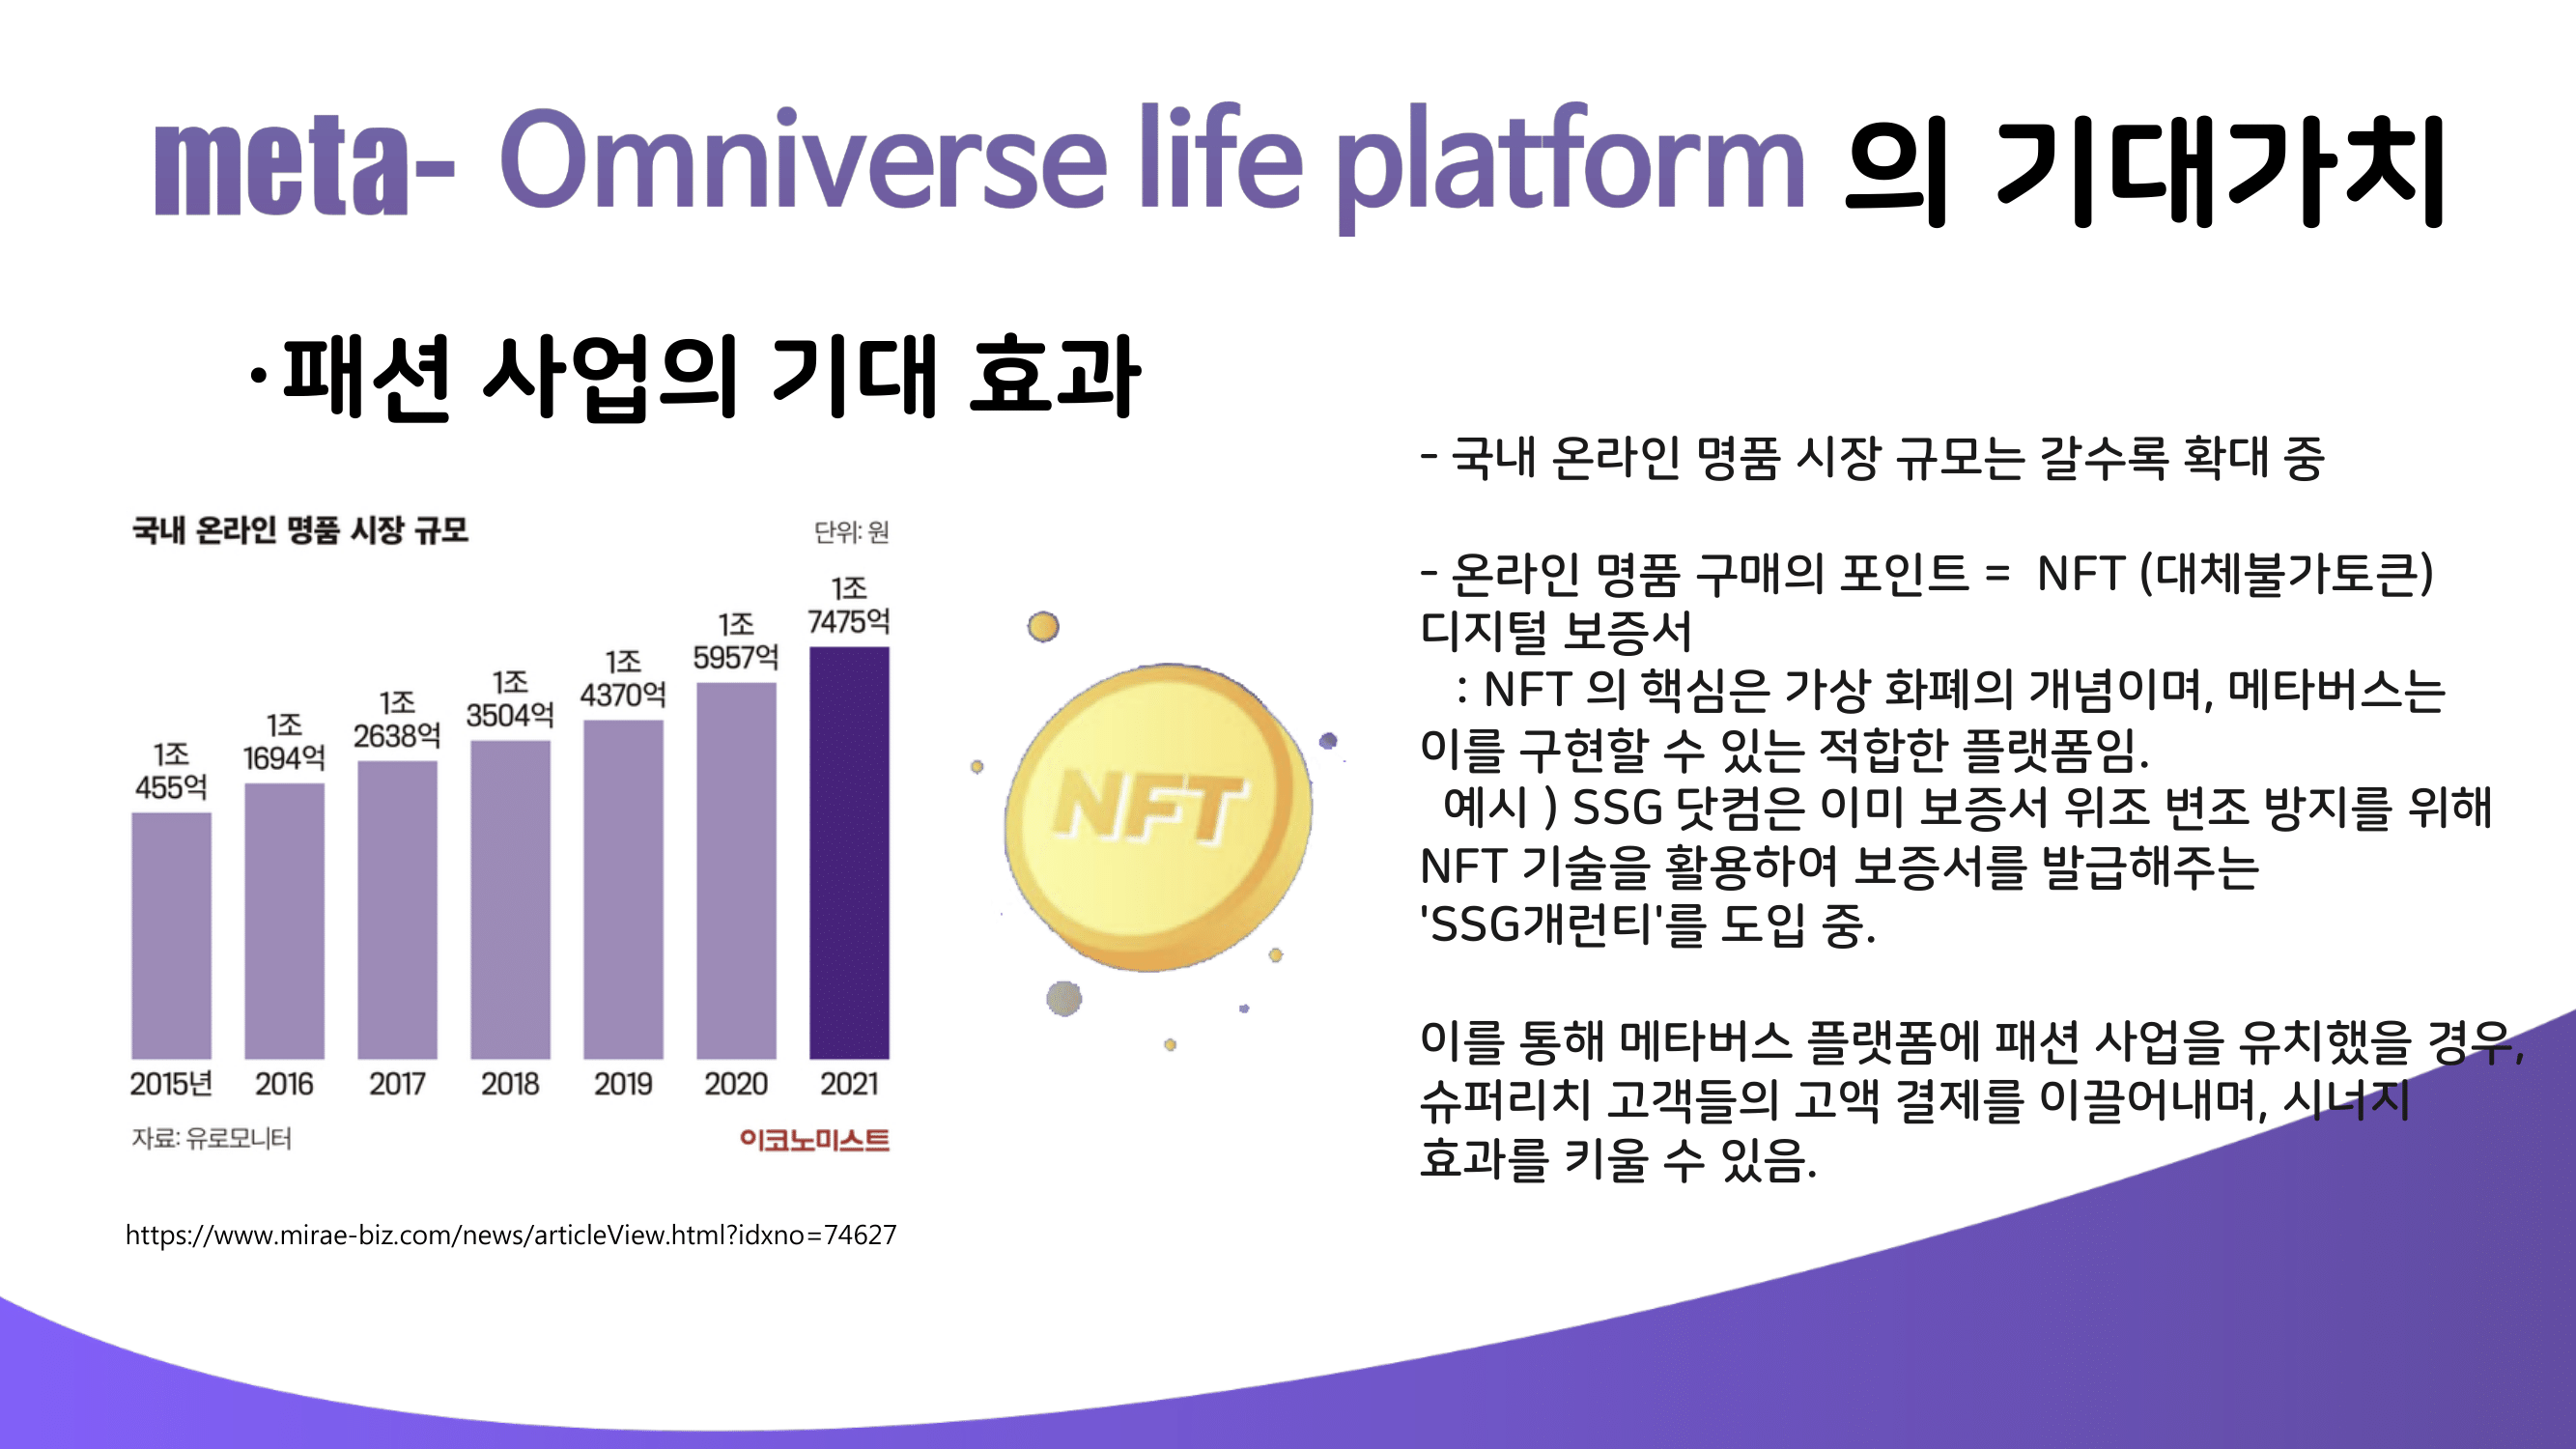 meta- Omniverse life platform 의 기대가치
·패션 사업의 기대 효과
국내 온라인 명품 시장 규모
단위: 원
1조
455억
1조
1694억
1조
2638억
1조
3504억
1조
4370억
1조
5957억
1조
7475억
2015년 2016 2017 2018 2019 2020 2021
자료: 유로모니터
이코노미스트
https://www.mirae-biz.com/news/articleView.html?idxno=74627
NFT
- 국내 온라인 명품 시장 규모는 갈수록 확대 중
- 온라인 명품 구매의 포인트 = NFT (대체불가토큰)
디지털 보증서
: NFT 의 핵심은 가상 화폐의 개념이며, 메타버스는
이를 구현할 수 있는 적합한 플랫폼임.
예시 ) SSG 닷컴은 이미 보증서 위조 변조 방지를 위해
NFT 기술을 활용하여 보증서를 발급해주는
'SSG개런티'를 도입 중.
이를 통해 메타버스 플랫폼에 패션 사업을 유치했을 경우,
슈퍼리치 고객들의 고액 결제를 이끌어내며, 시너지
효과를 키울 수 있음.